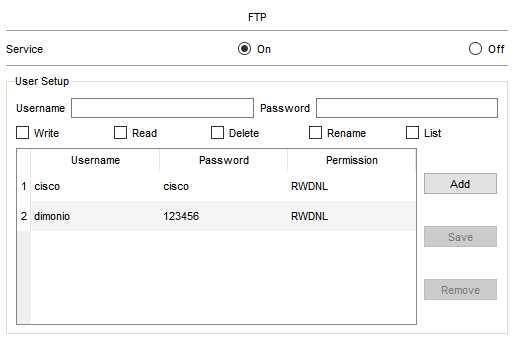 FTP
Service On Off
User Setup
Username Password
Write Read Delete Rename List
Username Password Permission
1 cisco cisco RWDNL
2 dimonio 123456 RWDNL
Add
Save
Remove